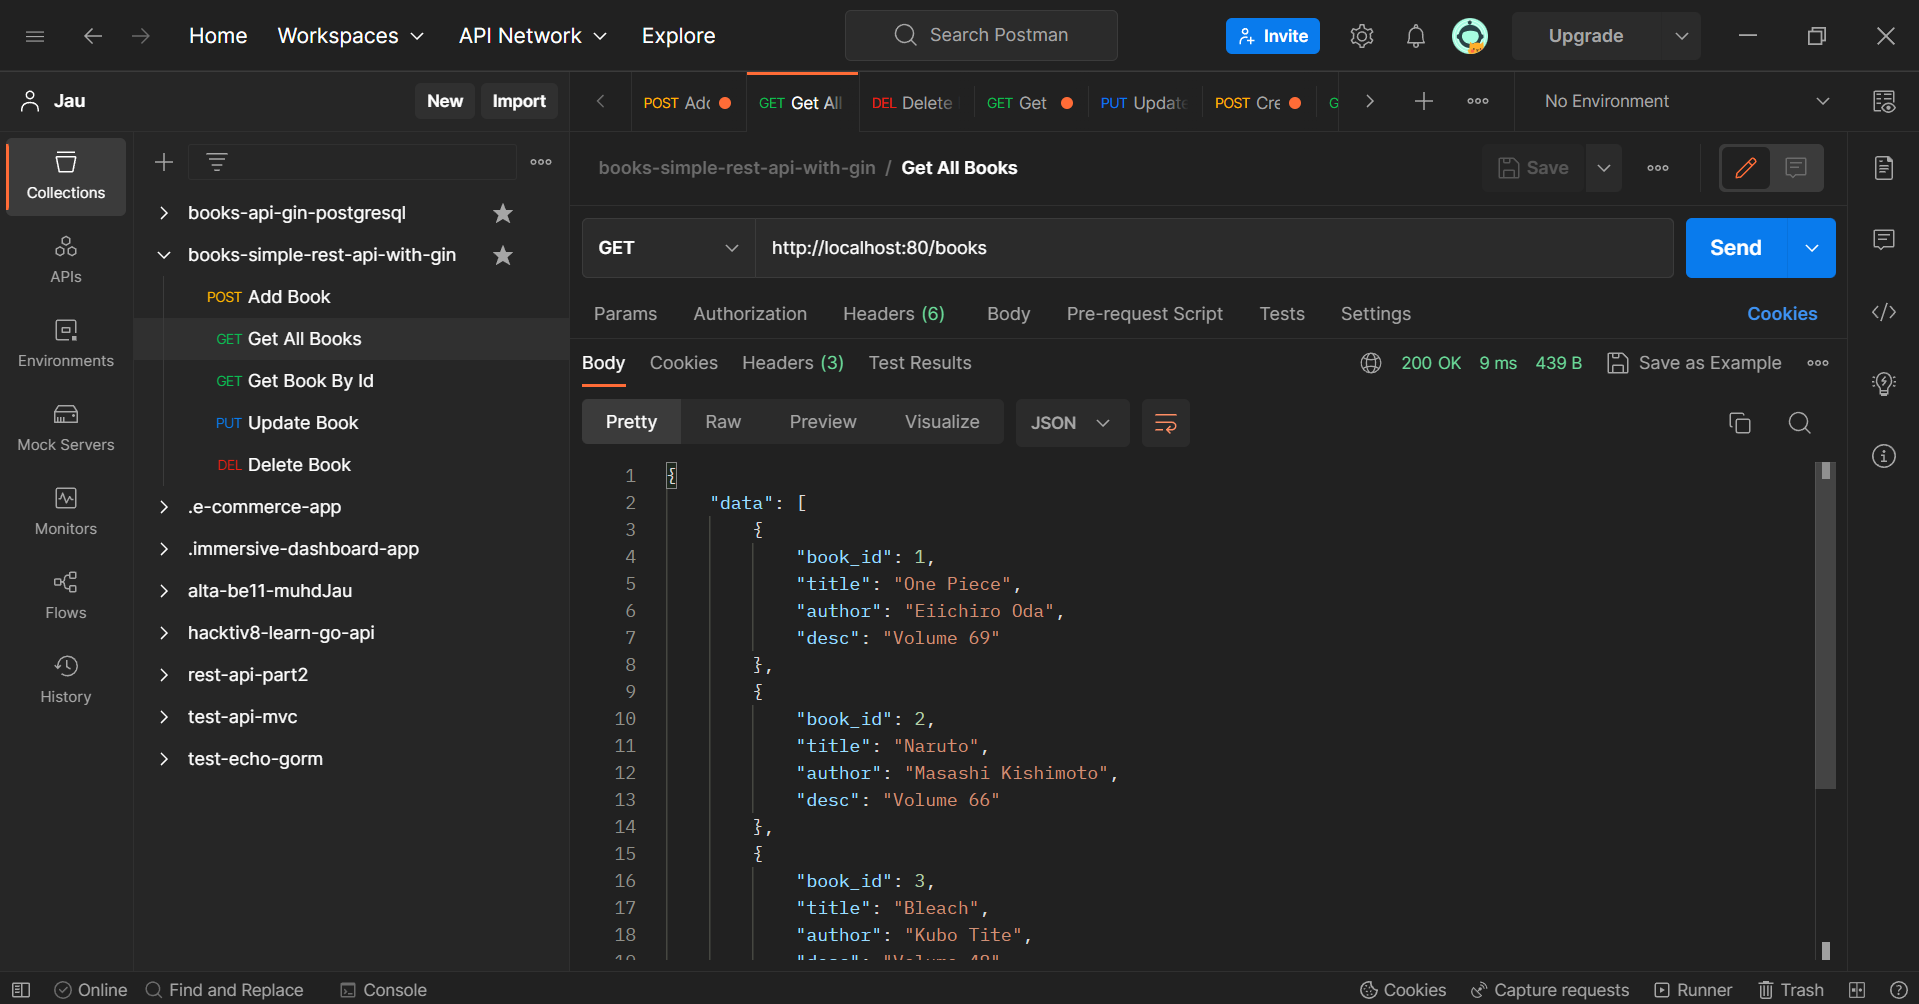 Home Workspaces API Network Explore Search Postman Invite Upgrade
Jau New Import
POST Add GET Get All DEL Delete GET Get PUT Update POST Cre G No Environment
Collections
APIs
Environments
Mock Servers
Monitors
Flows
History
books-api-gin-postgresql
books-simple-rest-api-with-gin
POST Add Book
GET Get All Books
GET Get Book By Id
PUT Update Book
DEL Delete Book
.e-commerce-app
.immersive-dashboard-app
alta-be11-muhdJau
hacktiv8-learn-go-api
rest-api-part2
test-api-mvc
test-echo-gorm
books-simple-rest-api-with-gin / Get All Books Save
GET http://localhost:80/books Send
Params Authorization Headers (6) Body Pre-request Script Tests Settings Cookies
Body Cookies Headers (3) Test Results 200 OK 9 ms 439 B Save as Example
Pretty Raw Preview Visualize JSON
1 {
2 "data": [
3 {
4 "book_id": 1,
5 "title": "One Piece",
6 "author": "Eiichiro Oda",
7 "desc": "Volume 69"
8 },
9 {
10 "book_id": 2,
11 "title": "Naruto",
12 "author": "Masashi Kishimoto",
13 "desc": "Volume 66"
14 },
15 {
16 "book_id": 3,
17 "title": "Bleach",
18 "author": "Kubo Tite",
Online Find and Replace Console Cookies Capture requests Runner Trash